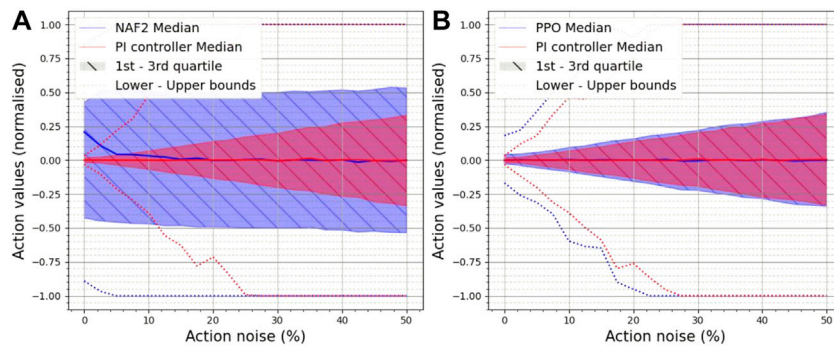 A
NAF2 Median
PI controller Median
1st - 3rd quartile
Lower - Upper bounds
1.00
0.75
0.50
0.25
0.00
−0.25
−0.50
−0.75
−1.00
Action values (normalised)
0 10 20 30 40 50
Action noise (%)
B
PPO Median
PI controller Median
1st - 3rd quartile
Lower - Upper bounds
1.00
0.75
0.50
0.25
0.00
−0.25
−0.50
−0.75
−1.00
Action values (normalised)
0 10 20 30 40 50
Action noise (%)